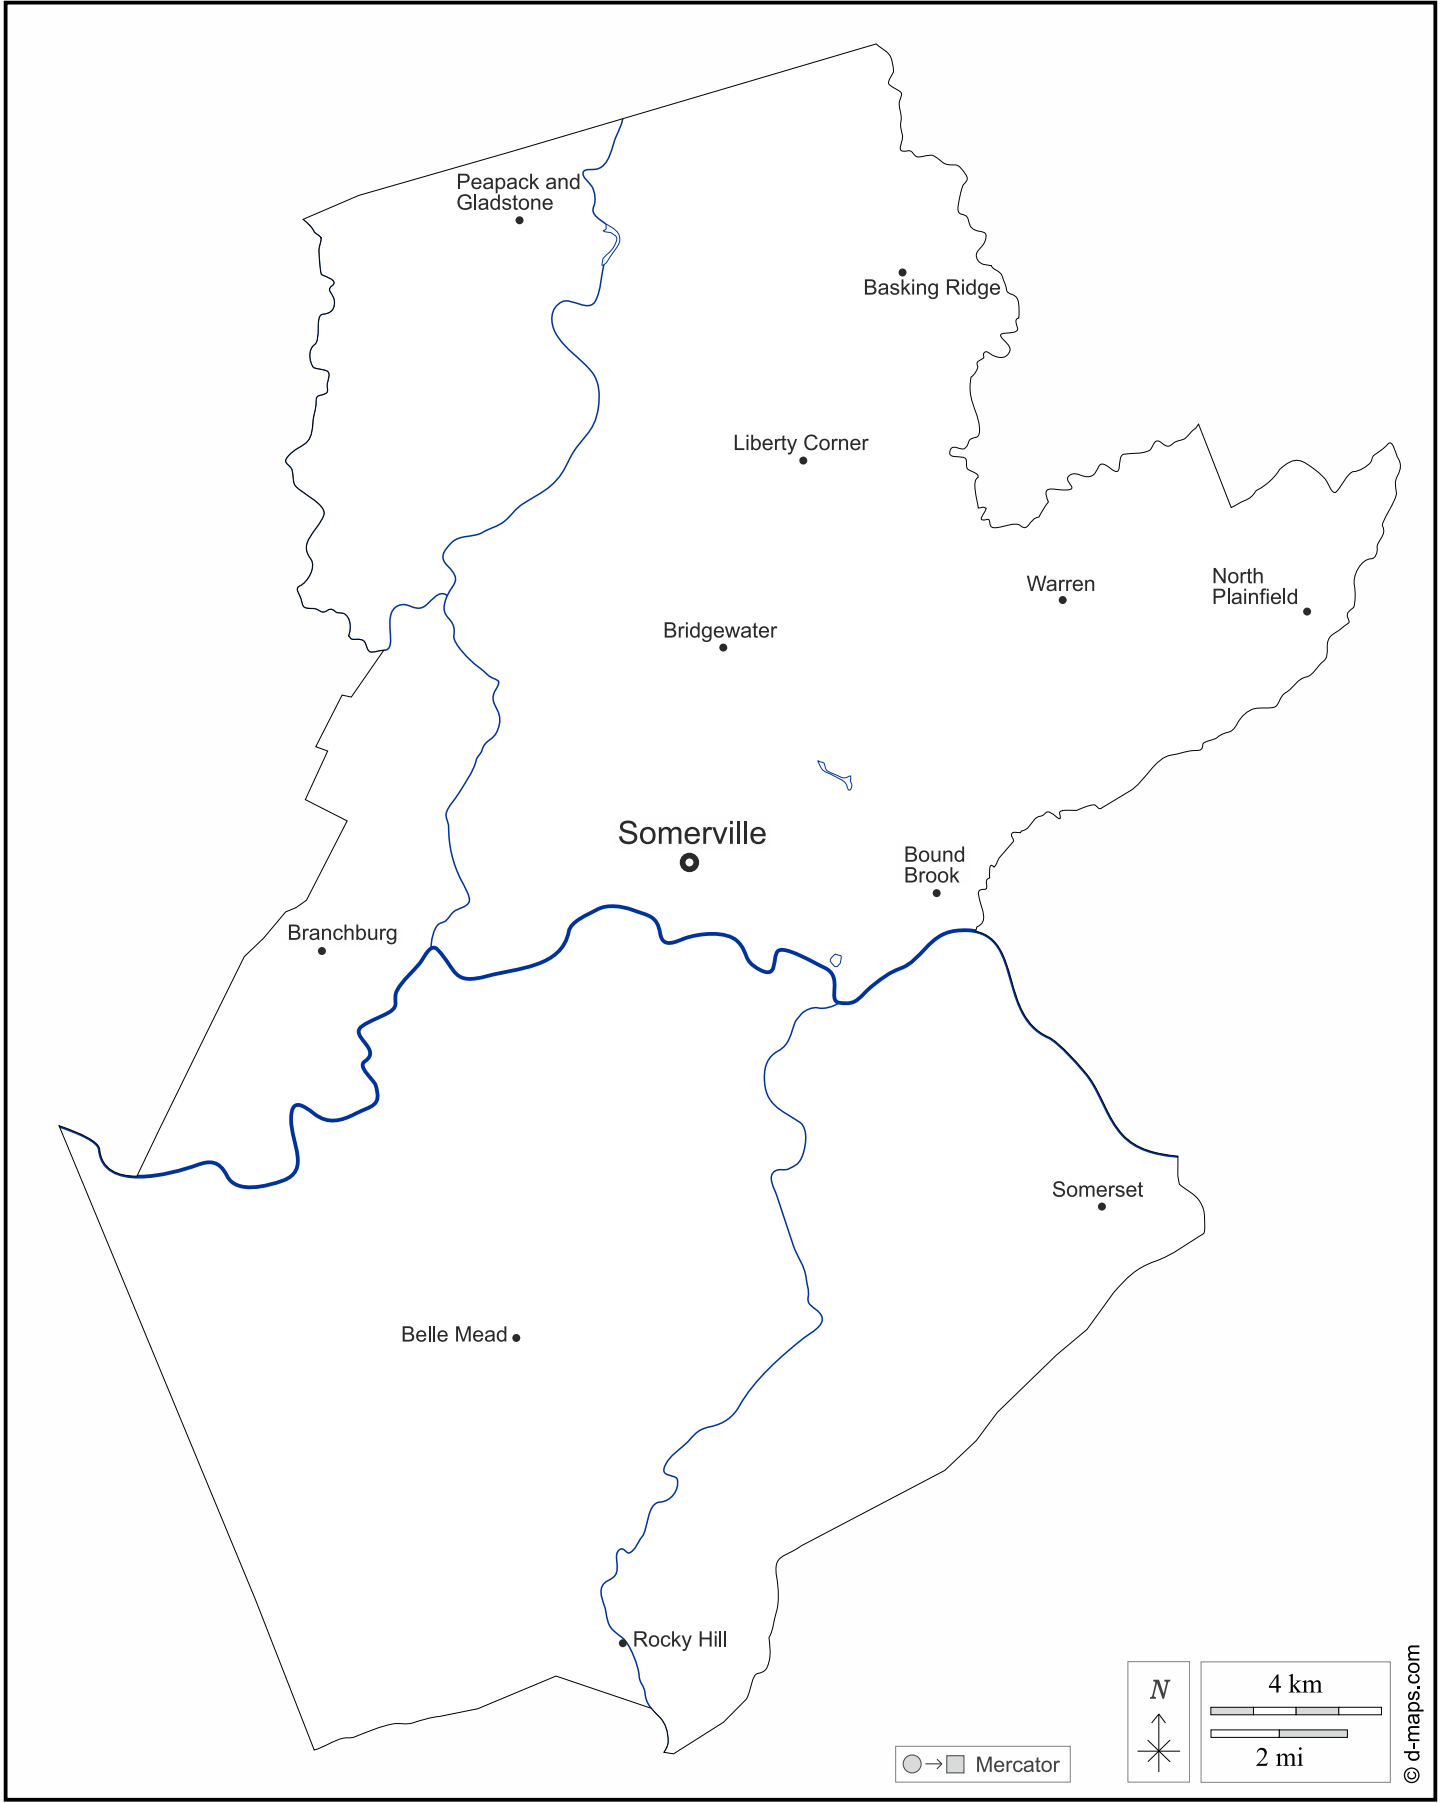 Peapack and
Gladstone
Basking Ridge
Liberty Corner
Warren
North
Plainfield
Bridgewater
Somerville
Bound
Brook
Branchburg
Somerset
Belle Mead
Rocky Hill
N
4 km
2 mi
Mercator
© d-maps.com